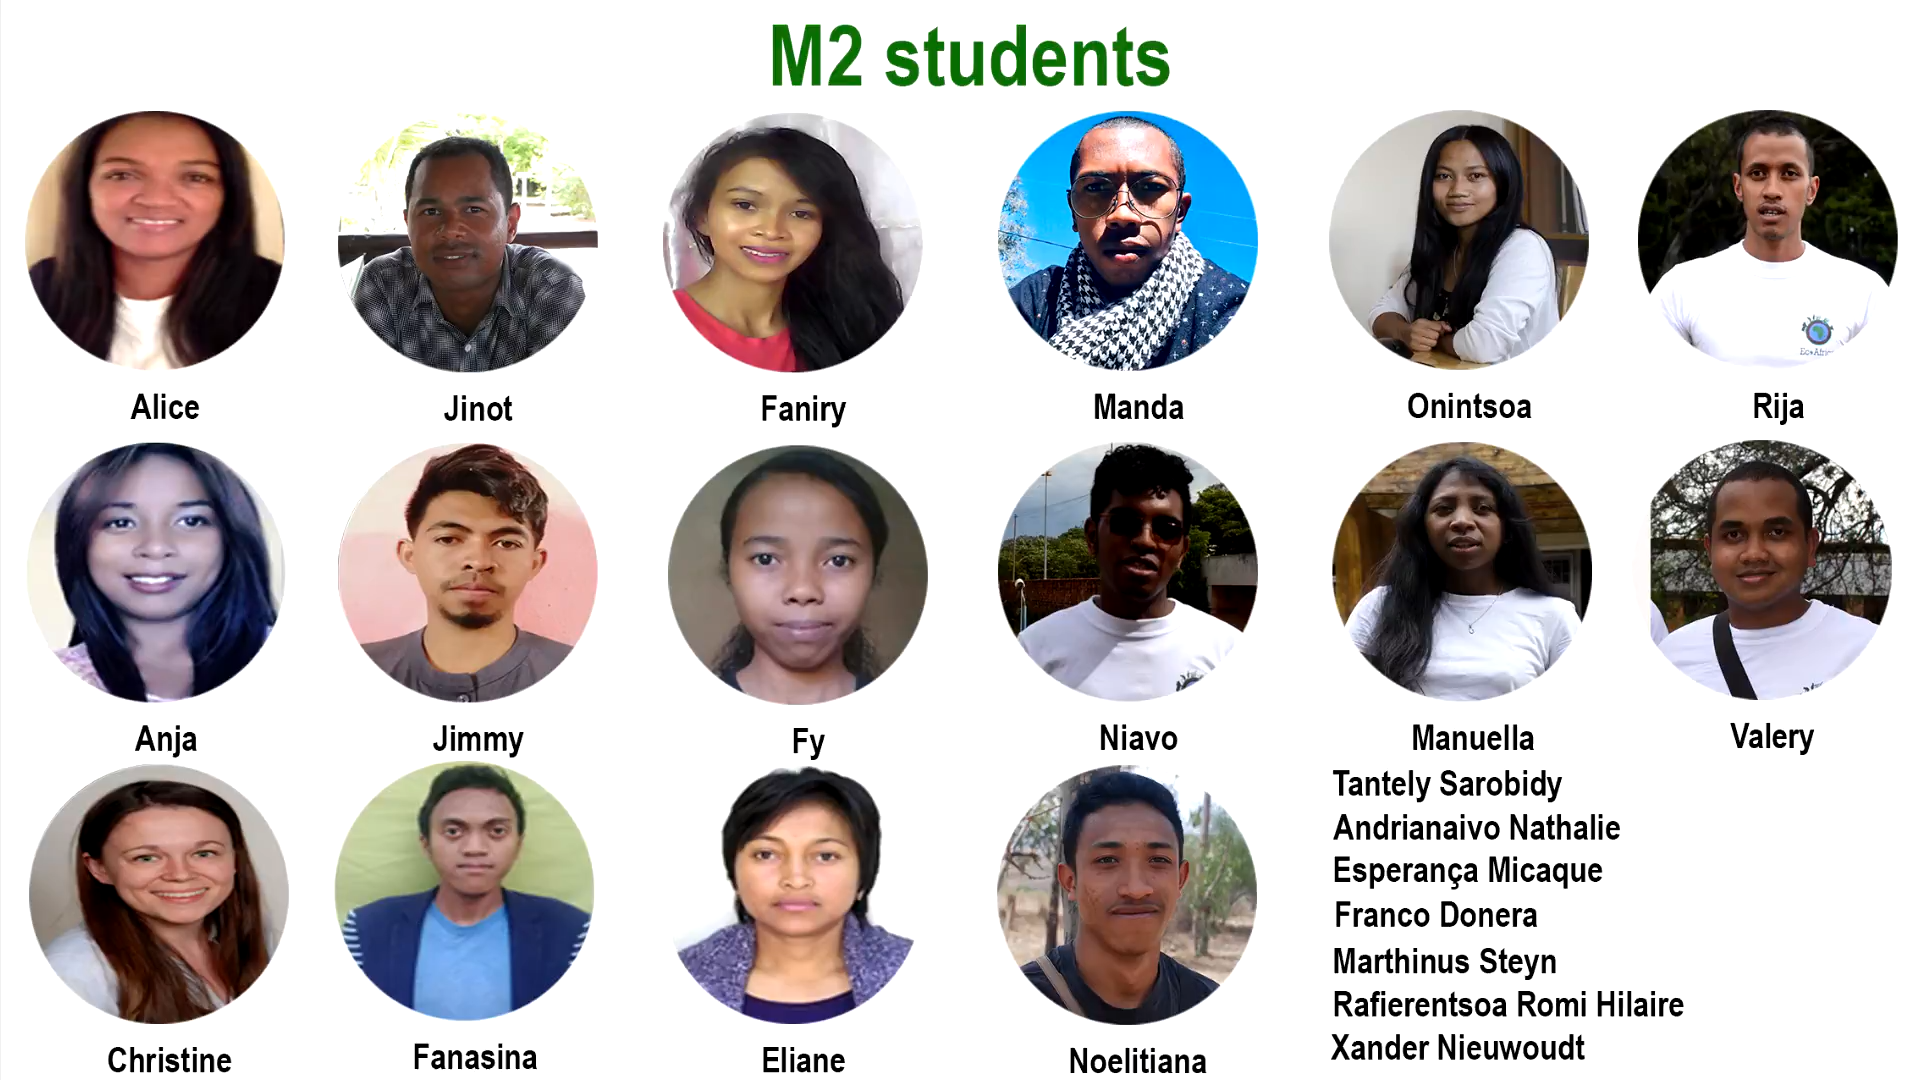 M2 students
Alice
Jinot
Faniry
Manda
Onintsoa
Rija
Anja
Jimmy
Fy
Niavo
Manuella
Valery
Christine
Fanasina
Eliane
Noelitiana
Tantely Sarobidy
Andrianaivo Nathalie
Esperança Micaque
Franco Donera
Marthinus Steyn
Rafierentsoa Romi Hilaire
Xander Nieuwoudt